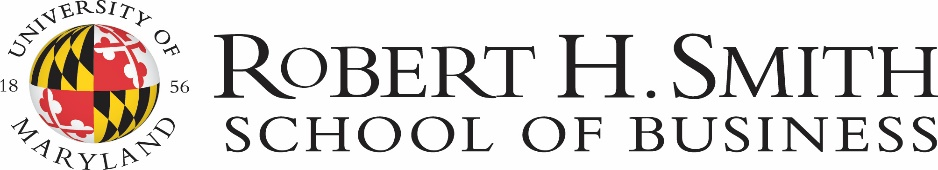 UNIVERSITY OF
18 56
MARYLAND
ROBERT H. SMITH
SCHOOL OF BUSINESS